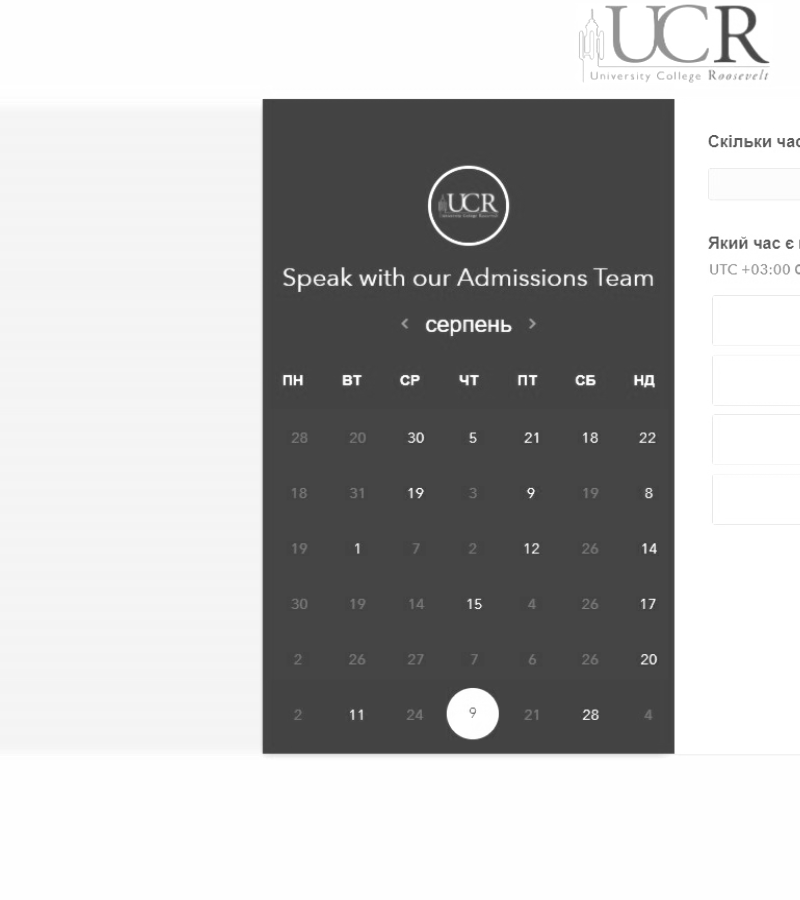 UCR
University College Roosevelt
UCR
University College Roosevelt
Speak with our Admissions Team
< серпень >
ПН ВТ СР ЧТ ПТ СБ НД
28 20 30 5 21 18 22
18 31 19 3 9 19 8
19 1 7 2 12 26 14
30 19 14 15 4 26 17
2 26 27 7 6 26 20
2 11 24 9 21 28 4
Скільки час
Який час є
UTC +03:00